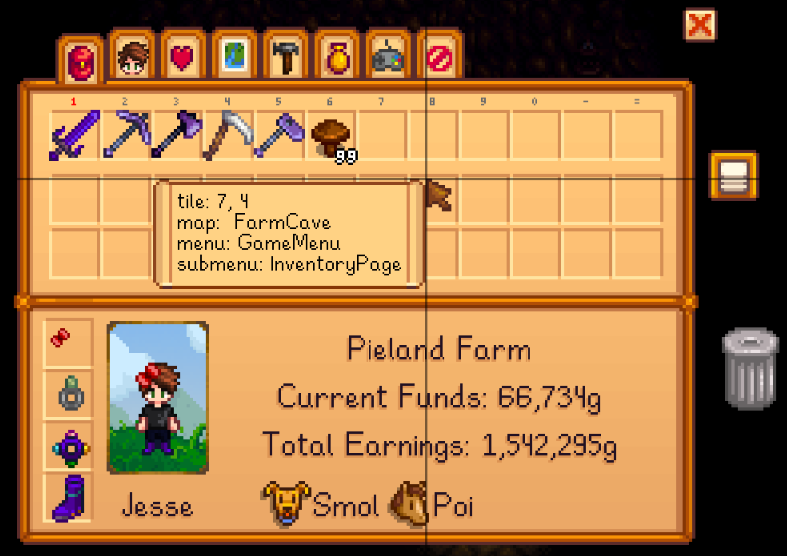 1 2 3 4 5 6 7 8 9 0 - =
99
tile: 7, 4
map: FarmCave
menu: GameMenu
submenu: InventoryPage
Pieland Farm
Current Funds: 66,734g
Total Earnings: 1,542,295g
Jesse Smol Poi